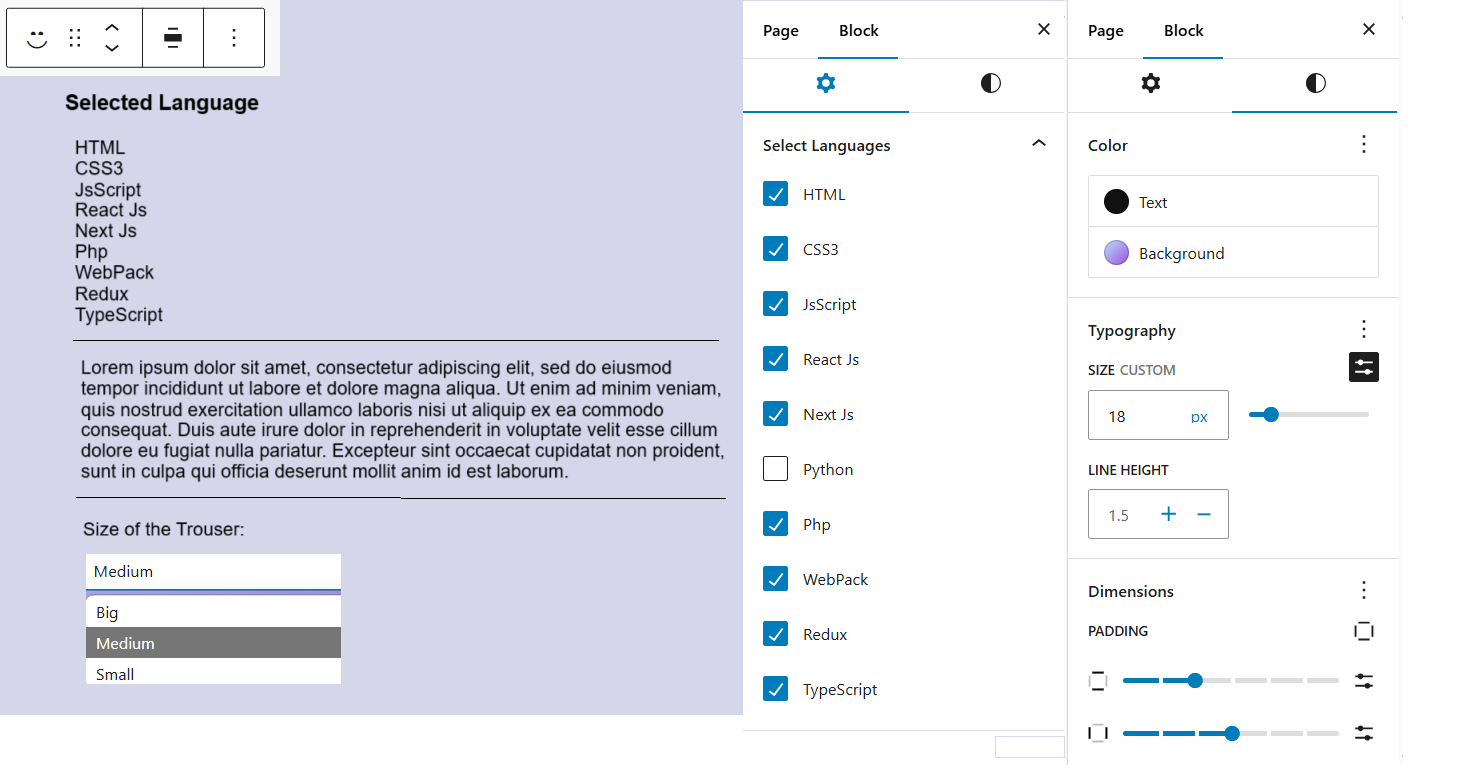 Selected Language
HTML
CSS3
JsScript
React Js
Next Js
Php
WebPack
Redux
TypeScript
Lorem ipsum dolor sit amet, consectetur adipiscing elit, sed do eiusmod
tempor incididunt ut labore et dolore magna aliqua. Ut enim ad minim veniam,
quis nostrud exercitation ullamco laboris nisi ut aliquip ex ea commodo
consequat. Duis aute irure dolor in reprehenderit in voluptate velit esse cillum
dolore eu fugiat nulla pariatur. Excepteur sint occaecat cupidatat non proident,
sunt in culpa qui officia deserunt mollit anim id est laborum.
Size of the Trouser:
Medium
Big
Medium
Small
Page Block
Select Languages
HTML
CSS3
JsScript
React Js
Next Js
Python
Php
WebPack
Redux
TypeScript
Page Block
Color
Text
Background
Typography
SIZE CUSTOM
18 px
LINE HEIGHT
1.5
Dimensions
PADDING